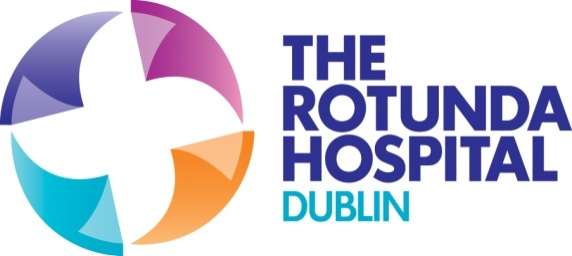 THE
ROTUNDA
HOSPITAL
DUBLIN